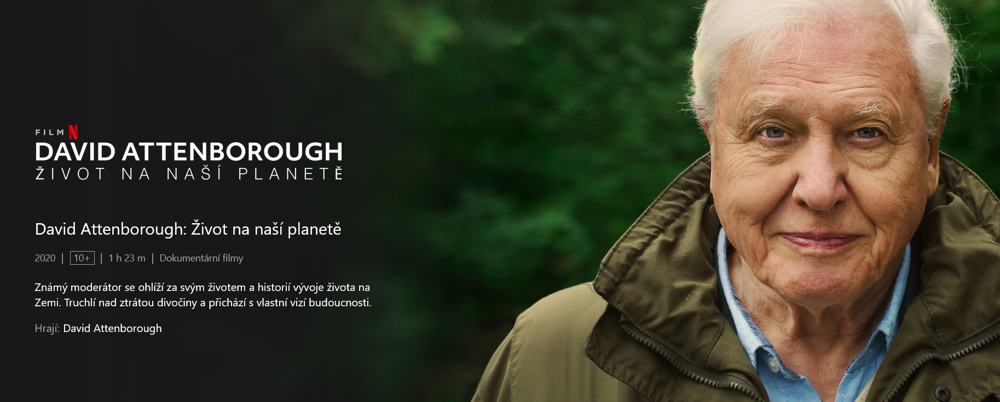 FILM N
DAVID ATTENBOROUGH
ŽIVOT NA NAŠÍ PLANETĚ
David Attenborough: Život na naší planetě
2020 | 10+ | 1 h 23 m | Dokumentární filmy
Známý moderátor se ohlíží za svým životem a historií vývoje života na
Zemi. Truchlí nad ztrátou divočiny a přichází s vlastní vizí budoucnosti.
Hrají: David Attenborough